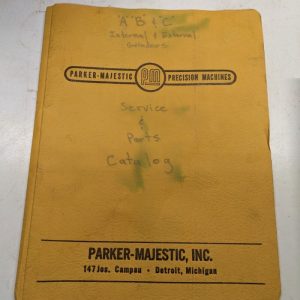 "A" "B" & "C"
Internal & External
Grinders
PARKER-MAJESTIC PM PRECISION MACHINES
Service
&
Parts
Catalog
PARKER-MAJESTIC, INC.
147 Jos. Campau • Detroit, Michigan